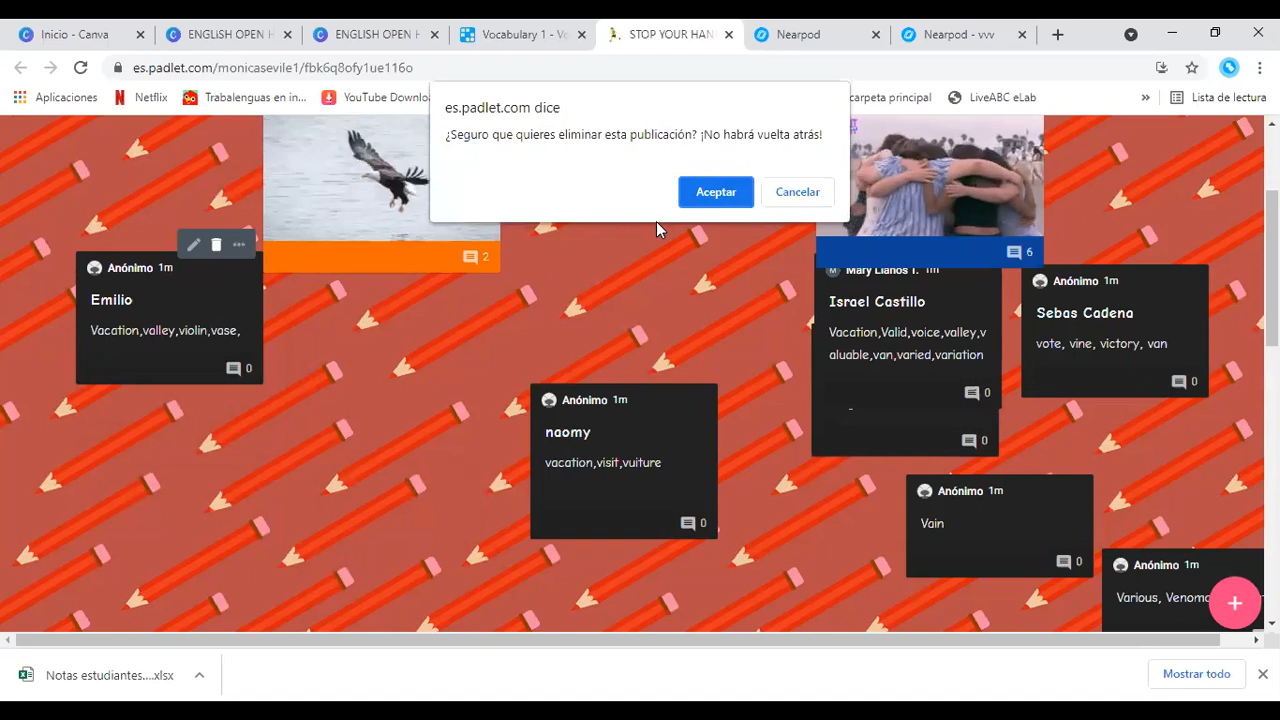 Inicio - Canva
ENGLISH OPEN H
ENGLISH OPEN H
Vocabulary 1 - Vo
STOP YOUR HAN
Nearpod
Nearpod - vvv
es.padlet.com/monicasevile1/fbk6q8ofy1ue116o
Aplicaciones
Netflix
Trabalenguas en in...
YouTube Downlo
carpeta principal
LiveABC eLab
»
Lista de lectura
es.padlet.com dice
¿Seguro que quieres eliminar esta publicación? ¡No habrá vuelta atrás!
Aceptar
Cancelar
2
6
Anónimo 1m
Emilio
Vacation,valley,violin,vase,
0
Mary Llanos T. 1m
Israel Castillo
Vacation,Valid,voice,valley,v
aluable,van,varied,variation
0
0
Anónimo 1m
Sebas Cadena
vote, vine, victory, van
0
Anónimo 1m
naomy
vacation,visit,vuiture
0
Anónimo 1m
Vain
0
Anónimo 1m
Various, Venomo
Notas estudiantes....xlsx
Mostrar todo